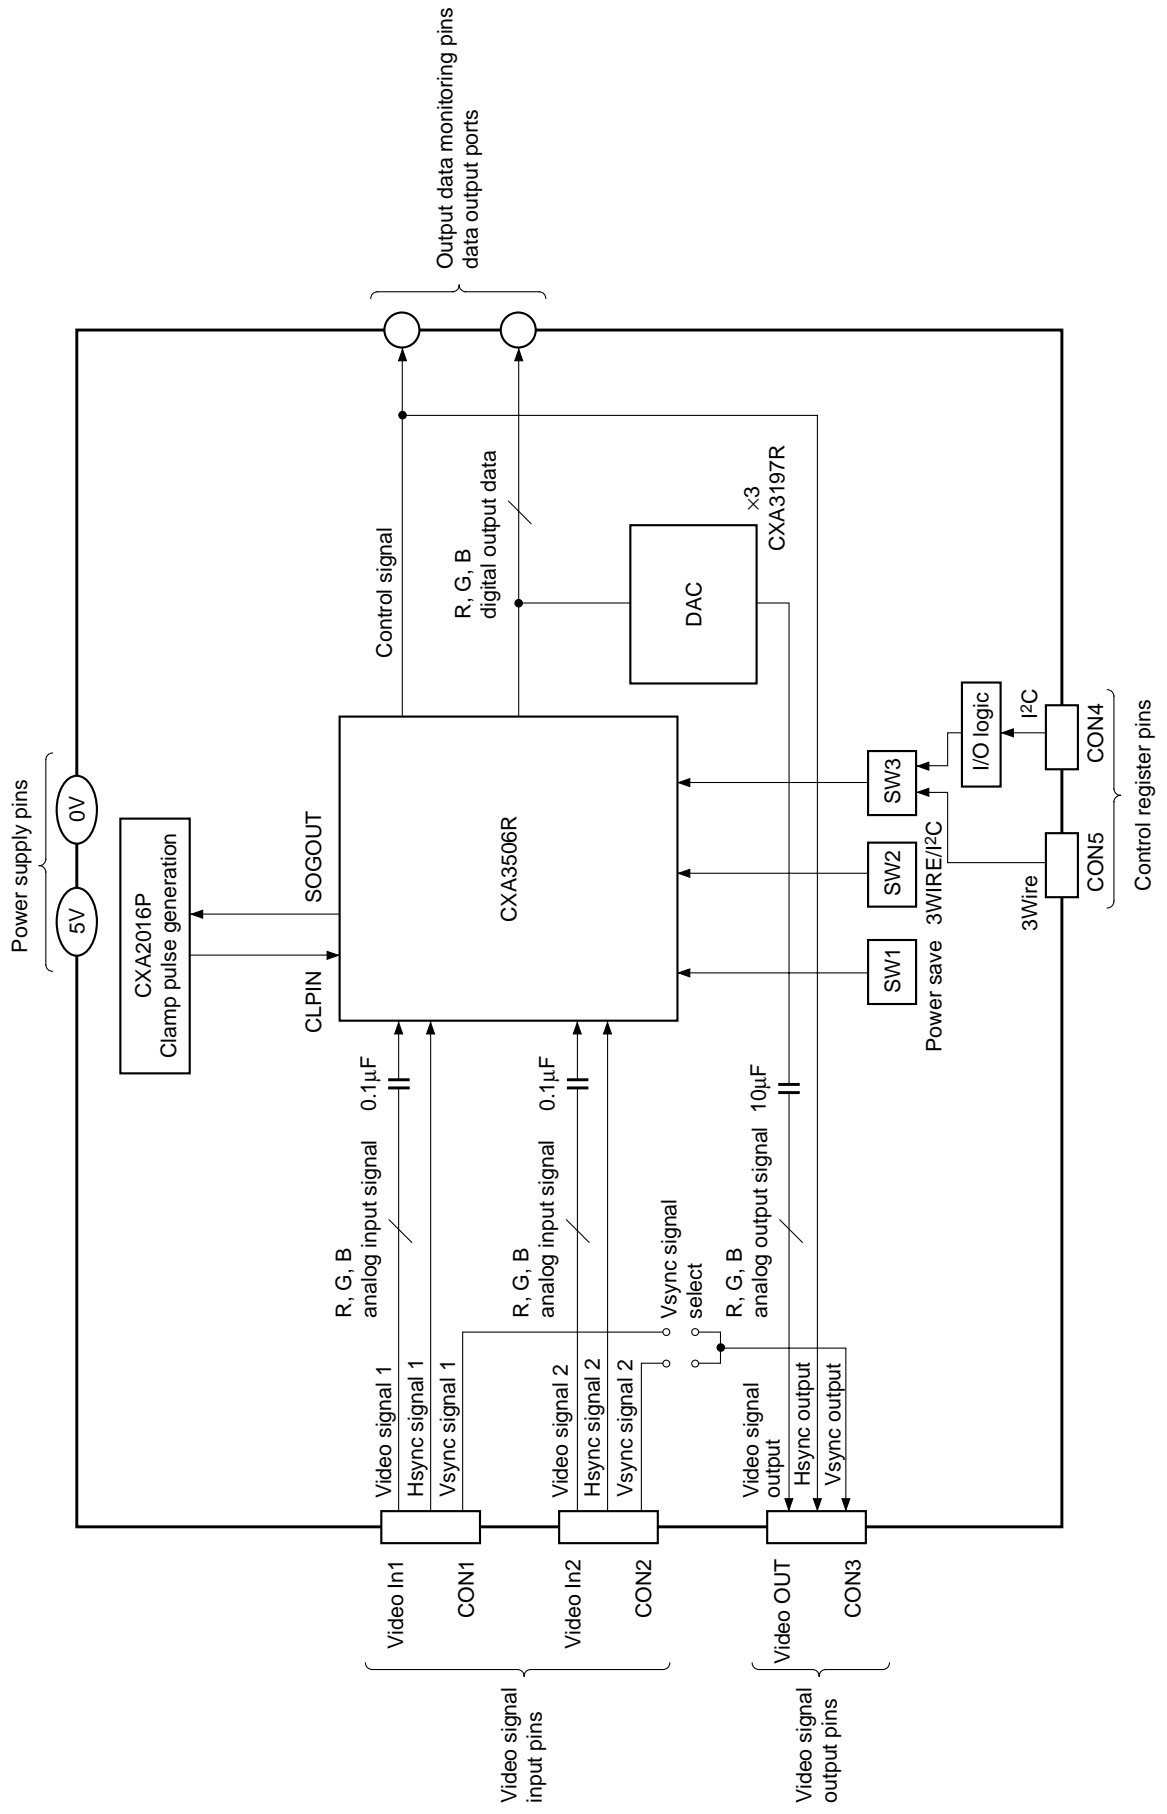 Power supply pins
5V
0V
CXA2016P
Clamp pulse generation
CLPIN
SOGOUT
Video signal
input pins
Video In1
CON1
Video signal 1
Hsync signal 1
Vsync signal 1
R, G, B
analog input signal
0.1µF
Video In2
CON2
Video signal 2
Hsync signal 2
Vsync signal 2
R, G, B
analog input signal
0.1µF
Vsync signal
select
CXA3506R
Control signal
R, G, B
digital output data
Output data monitoring pins
data output ports
DAC
×3
CXA3197R
Video signal
output pins
Video OUT
CON3
Video signal
output
Hsync output
Vsync output
R, G, B
analog output signal
10µF
SW1
Power save
SW2
3WIRE/I²C
SW3
I/O logic
3Wire
I²C
CON5
CON4
Control register pins